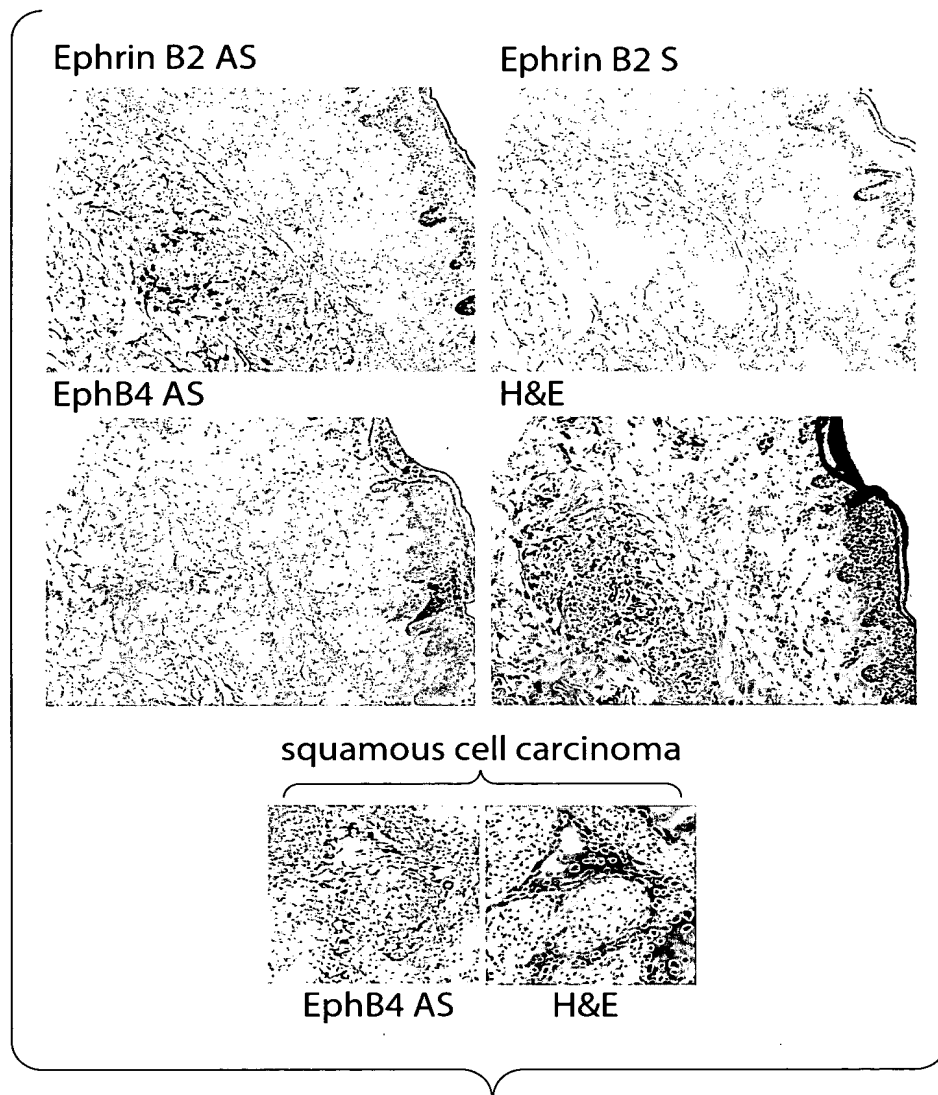 Ephrin B2 AS
Ephrin B2 S
EphB4 AS
H&E
squamous cell carcinoma
EphB4 AS
H&E